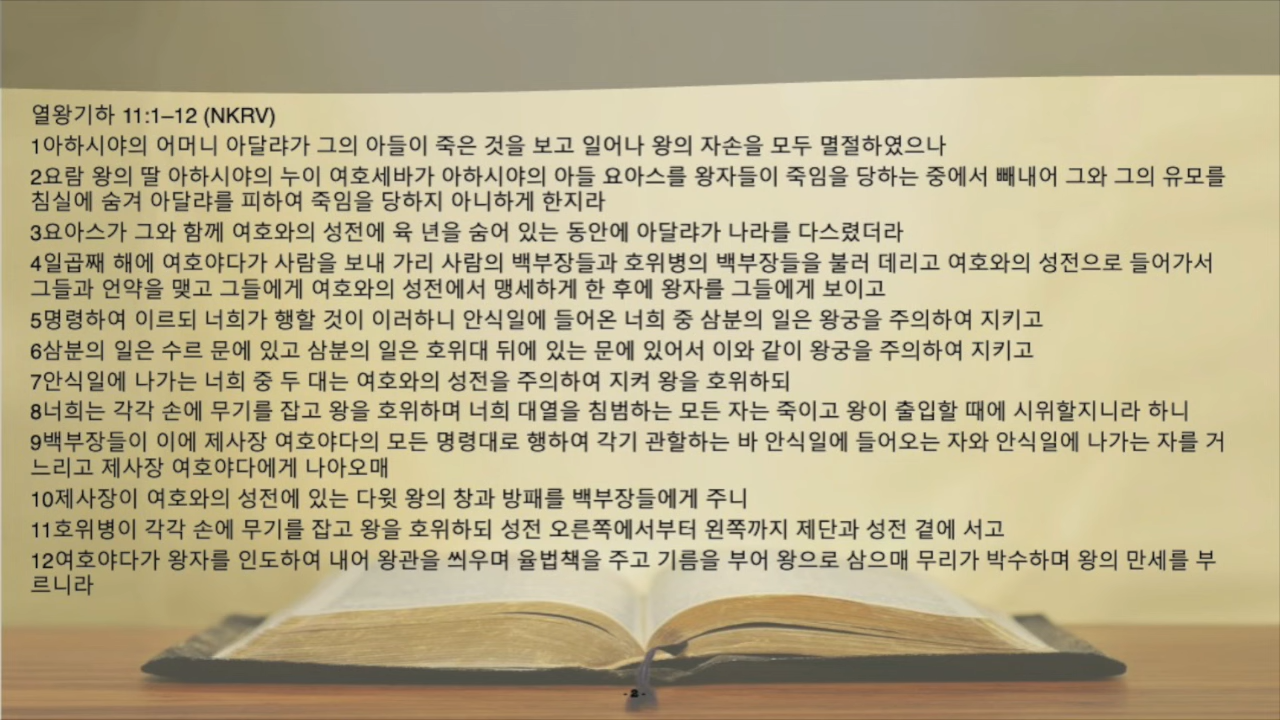 열왕기하 11:1–12 (NKRV)
1아하시야의 어머니 아달랴가 그의 아들이 죽은 것을 보고 일어나 왕의 자손을 모두 멸절하였으나
2요람 왕의 딸 아하시야의 누이 여호세바가 아하시야의 아들 요아스를 왕자들이 죽임을 당하는 중에서 빼내어 그와 그의 유모를
침실에 숨겨 아달랴를 피하여 죽임을 당하지 아니하게 한지라
3요아스가 그와 함께 여호와의 성전에 육 년을 숨어 있는 동안에 아달랴가 나라를 다스렸더라
4일곱째 해에 여호야다가 사람을 보내 가리 사람의 백부장들과 호위병의 백부장들을 불러 데리고 여호와의 성전으로 들어가서
그들과 언약을 맺고 그들에게 여호와의 성전에서 맹세하게 한 후에 왕자를 그들에게 보이고
5명령하여 이르되 너희가 행할 것이 이러하니 안식일에 들어온 너희 중 삼분의 일은 왕궁을 주의하여 지키고
6삼분의 일은 수르 문에 있고 삼분의 일은 호위대 뒤에 있는 문에 있어서 이와 같이 왕궁을 주의하여 지키고
7안식일에 나가는 너희 중 두 대는 여호와의 성전을 주의하여 지켜 왕을 호위하되
8너희는 각각 손에 무기를 잡고 왕을 호위하며 너희 대열을 침범하는 모든 자는 죽이고 왕이 출입할 때에 시위할지니라 하니
9백부장들이 이에 제사장 여호야다의 모든 명령대로 행하여 각기 관할하는 바 안식일에 들어오는 자와 안식일에 나가는 자를 거
느리고 제사장 여호야다에게 나아오매
10제사장이 여호와의 성전에 있는 다윗 왕의 창과 방패를 백부장들에게 주니
11호위병이 각각 손에 무기를 잡고 왕을 호위하되 성전 오른쪽에서부터 왼쪽까지 제단과 성전 곁에 서고
12여호야다가 왕자를 인도하여 내어 왕관을 씌우며 율법책을 주고 기름을 부어 왕으로 삼으매 무리가 박수하며 왕의 만세를 부
르니라
- 2 -